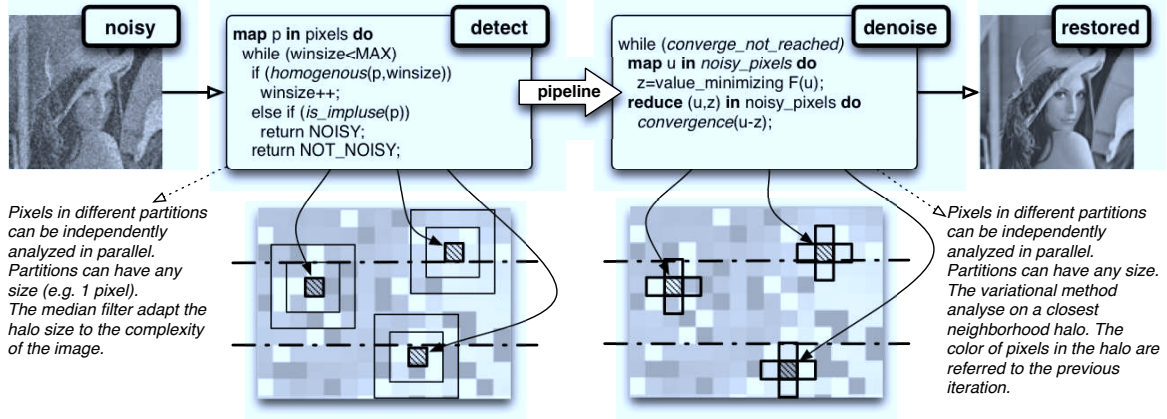 noisy
map p in pixels do
while (winsize<MAX)
if (homogenous(p,winsize))
winsize++;
else if (is_impluse(p))
return NOISY;
return NOT_NOISY;
detect
pipeline
while (converge_not_reached)
map u in noisy_pixels do
z=value_minimizing F(u);
reduce (u,z) in noisy_pixels do
convergence(u-z);
denoise
restored
Pixels in different partitions
can be independently
analyzed in parallel.
Partitions can have any
size (e.g. 1 pixel).
The median filter adapt the
halo size to the complexity
of the image.
Pixels in different partitions
can be independently
analyzed in parallel.
Partitions can have any size.
The variational method
analyse on a closest
neighborhood halo. The
color of pixels in the halo are
referred to the previous
iteration.